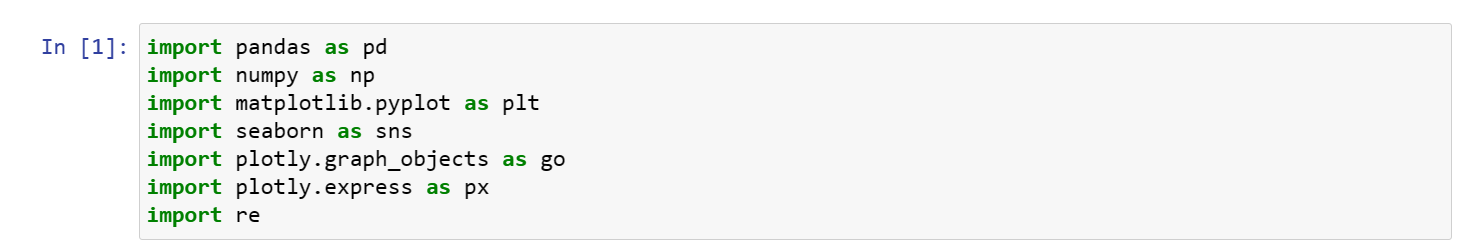 In [1]: import pandas as pd
import numpy as np
import matplotlib.pyplot as plt
import seaborn as sns
import plotly.graph_objects as go
import plotly.express as px
import re